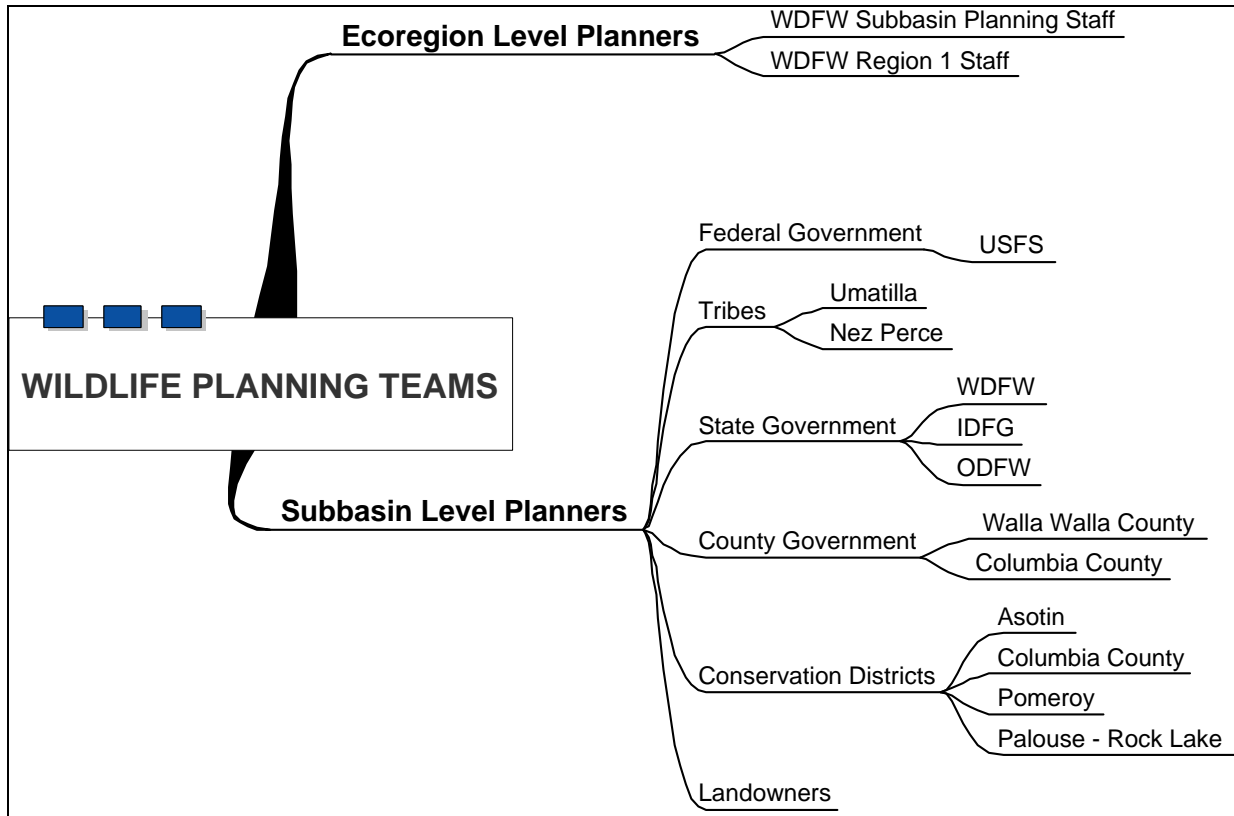 WILDLIFE PLANNING TEAMS
Ecoregion Level Planners
WDFW Subbasin Planning Staff
WDFW Region 1 Staff
Subbasin Level Planners
Federal Government
USFS
Tribes
Umatilla
Nez Perce
State Government
WDFW
IDFG
ODFW
County Government
Walla Walla County
Columbia County
Conservation Districts
Asotin
Columbia County
Pomeroy
Palouse - Rock Lake
Landowners